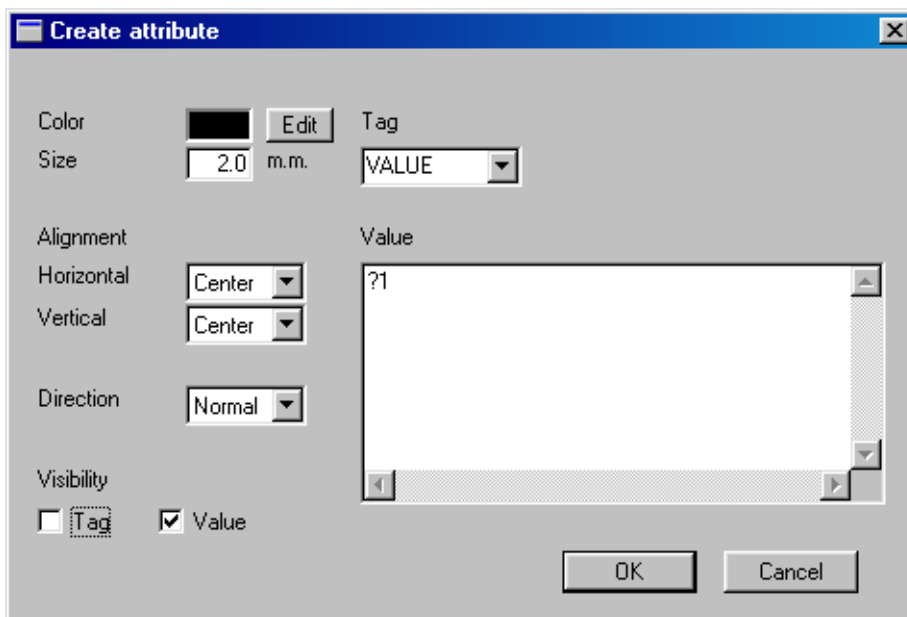 Create attribute
Color
Edit
Tag
Size
2.0 m.m.
VALUE
Alignment
Value
Horizontal
Center
?1
Vertical
Center
Direction
Normal
Visibility
Tag
Value
OK
Cancel